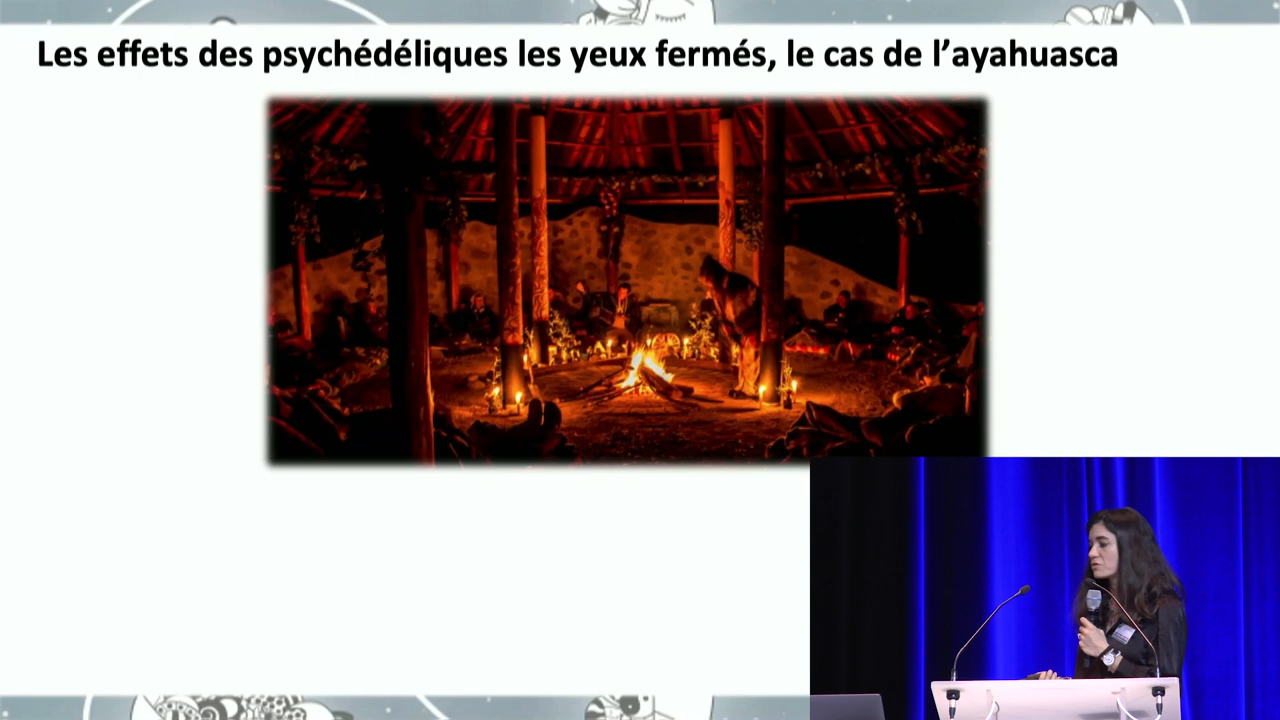 Les effets des psychédéliques les yeux fermés, le cas de l’ayahuasca